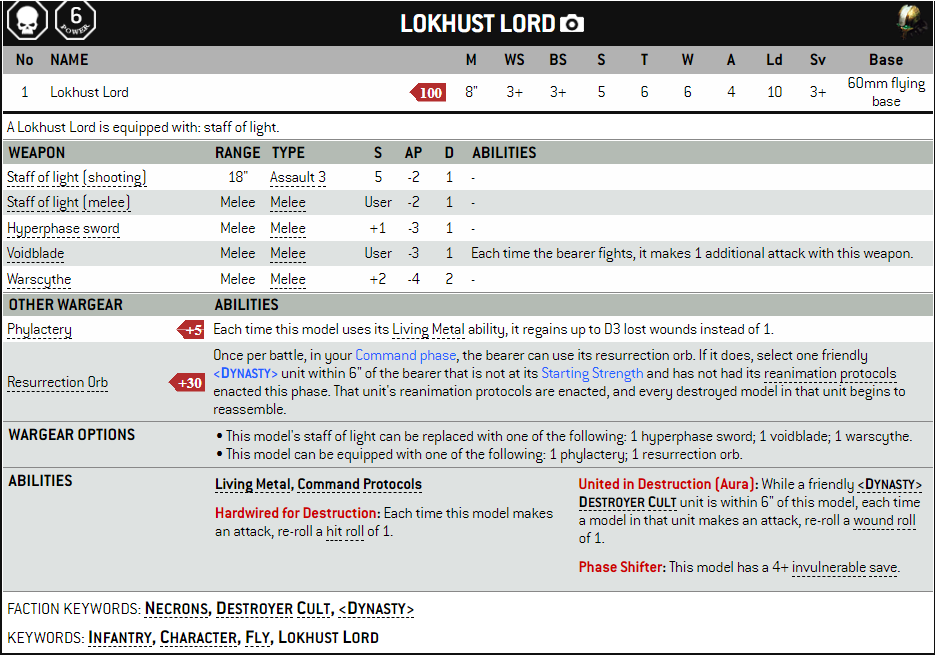 6
POWER
LOKHUST LORD
No NAME M WS BS S T W A Ld Sv Base
1 Lokhust Lord 100 8" 3+ 3+ 5 6 6 4 10 3+ 60mm flying
base
A Lokhust Lord is equipped with: staff of light.
WEAPON RANGE TYPE S AP D ABILITIES
Staff of light (shooting) 18" Assault 3 5 -2 1 -
Staff of light (melee) Melee Melee User -2 1 -
Hyperphase sword Melee Melee +1 -3 1 -
Voidblade Melee Melee User -3 1 Each time the bearer fights, it makes 1 additional attack with this weapon.
Warscythe Melee Melee +2 -4 2 -
OTHER WARGEAR ABILITIES
Phylactery +5 Each time this model uses its Living Metal ability, it regains up to D3 lost wounds instead of 1.
Resurrection Orb +30 Once per battle, in your Command phase, the bearer can use its resurrection orb. If it does, select one friendly
<DYNASTY> unit within 6" of the bearer that is not at its Starting Strength and has not had its reanimation protocols
enacted this phase. That unit's reanimation protocols are enacted, and every destroyed model in that unit begins to
reassemble.
WARGEAR OPTIONS • This model's staff of light can be replaced with one of the following: 1 hyperphase sword; 1 voidblade; 1 warscythe.
• This model can be equipped with one of the following: 1 phylactery; 1 resurrection orb.
ABILITIES
Living Metal, Command Protocols
Hardwired for Destruction: Each time this model makes
an attack, re-roll a hit roll of 1.
United in Destruction (Aura): While a friendly <DYNASTY>
DESTROYER CULT unit is within 6" of this model, each time
a model in that unit makes an attack, re-roll a wound roll
of 1.
Phase Shifter: This model has a 4+ invulnerable save.
FACTION KEYWORDS: NECRONS, DESTROYER CULT, <DYNASTY>
KEYWORDS: INFANTRY, CHARACTER, FLY, LOKHUST LORD